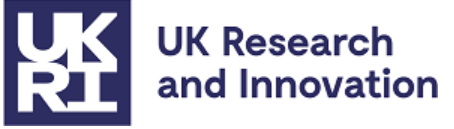 UK
RI
UK Research
and Innovation